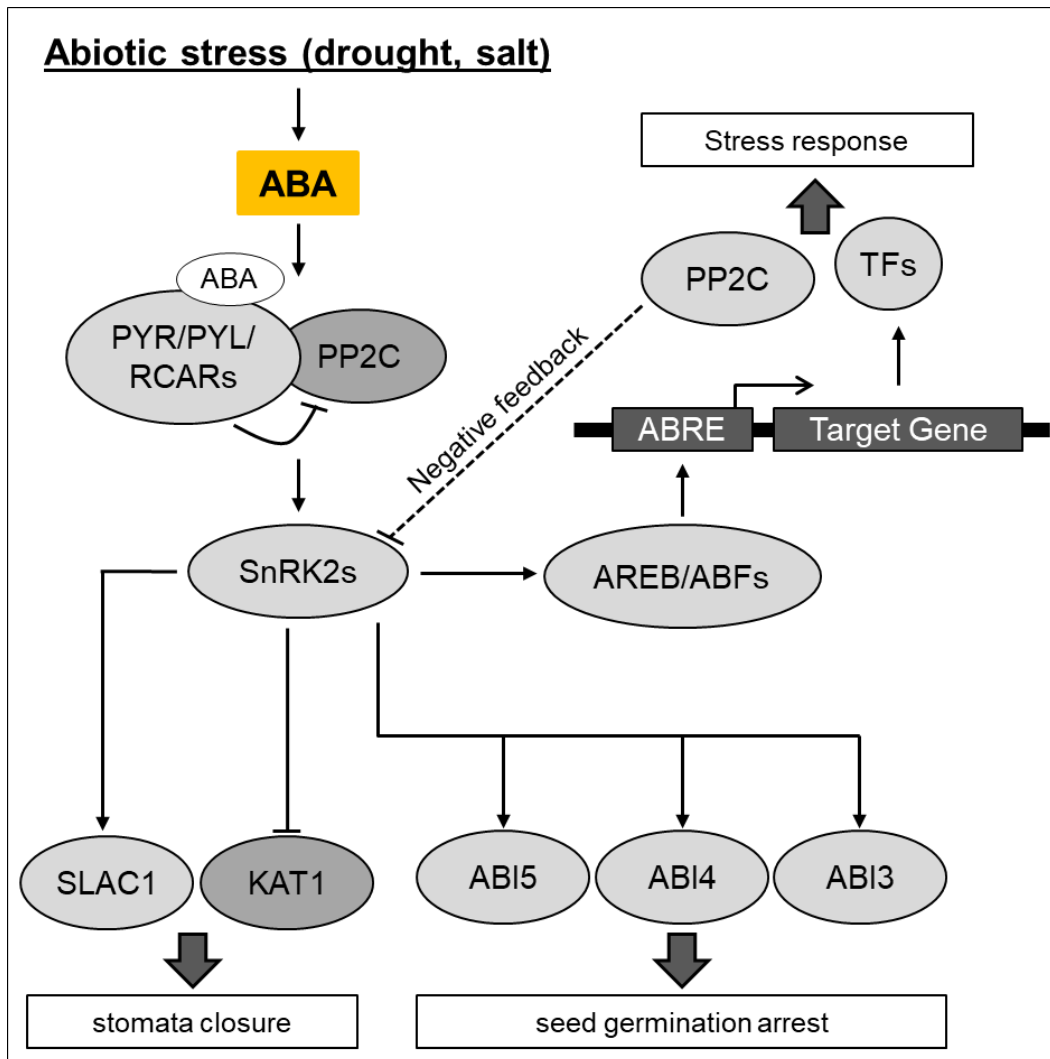 Abiotic stress (drought, salt)
ABA
ABA
PYR/PYL/
RCARs
PP2C
SnRK2s
Negative feedback
Stress response
PP2C
TFs
ABRE
Target Gene
AREB/ABFs
SLAC1
KAT1
ABI5
ABI4
ABI3
stomata closure
seed germination arrest